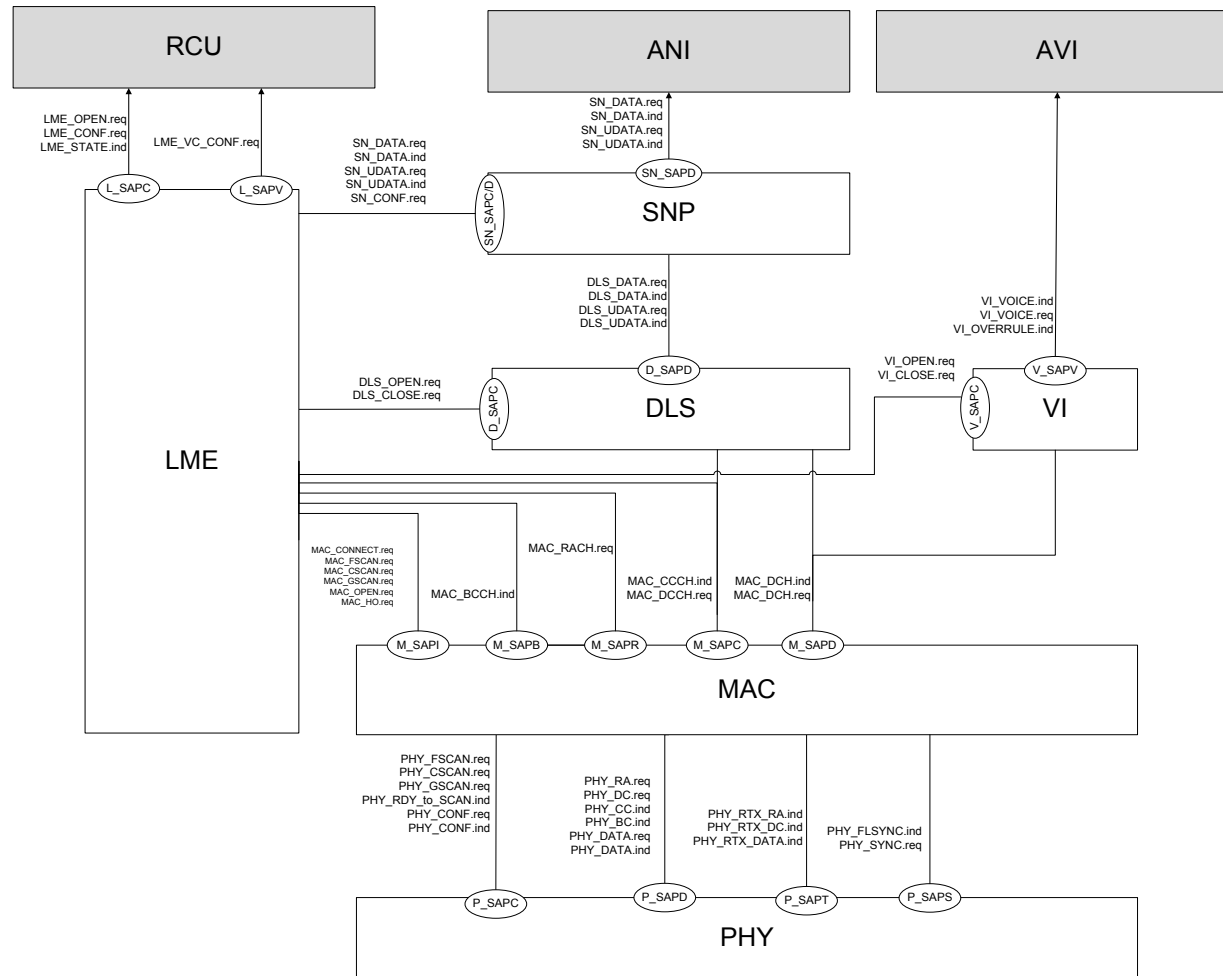 RCU
ANI
AVI
LME_OPEN.req
LME_CONF.req
LME_STATE.ind
LME_VC_CONF.req
SN_DATA.req
SN_DATA.ind
SN_UDATA.req
SN_UDATA.ind
SN_CONF.req
SN_DATA.req
SN_DATA.ind
SN_UDATA.req
SN_UDATA.ind
L_SAPC
L_SAPV
SN_SAPC/D
SN_SAPD
SNP
DLS_DATA.req
DLS_DATA.ind
DLS_UDATA.req
DLS_UDATA.ind
VI_VOICE.ind
VI_VOICE.req
VI_OVERRULE.ind
DLS_OPEN.req
DLS_CLOSE.req
D_SAPC
D_SAPD
DLS
VI_OPEN.req
VI_CLOSE.req
V_SAPC
V_SAPV
VI
LME
MAC_CONNECT.req
MAC_FSCAN.req
MAC_CSCAN.req
MAC_GSCAN.req
MAC_OPEN.req
MAC_HO.req
MAC_BCCH.ind
MAC_RACH.req
MAC_CCCH.ind
MAC_DCCH.req
MAC_DCH.ind
MAC_DCH.req
M_SAPI
M_SAPB
M_SAPR
M_SAPC
M_SAPD
MAC
PHY_FSCAN.req
PHY_CSCAN.req
PHY_GSCAN.req
PHY_RDY_to_SCAN.ind
PHY_CONF.req
PHY_CONF.ind
PHY_RA.req
PHY_DC.req
PHY_CC.ind
PHY_BC.ind
PHY_DATA.req
PHY_DATA.ind
PHY_RTX_RA.ind
PHY_RTX_DC.ind
PHY_RTX_DATA.ind
PHY_FLSYNC.ind
PHY_SYNC.req
P_SAPC
P_SAPD
P_SAPT
P_SAPS
PHY